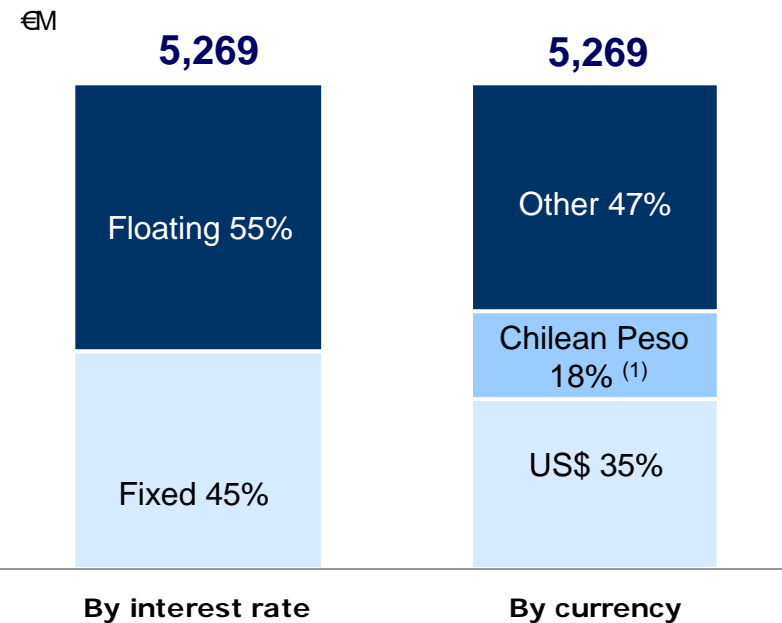 €M
5,269
5,269
Floating 55%
Other 47%
Chilean Peso
18% (1)
Fixed 45%
US$ 35%
By interest rate
By currency